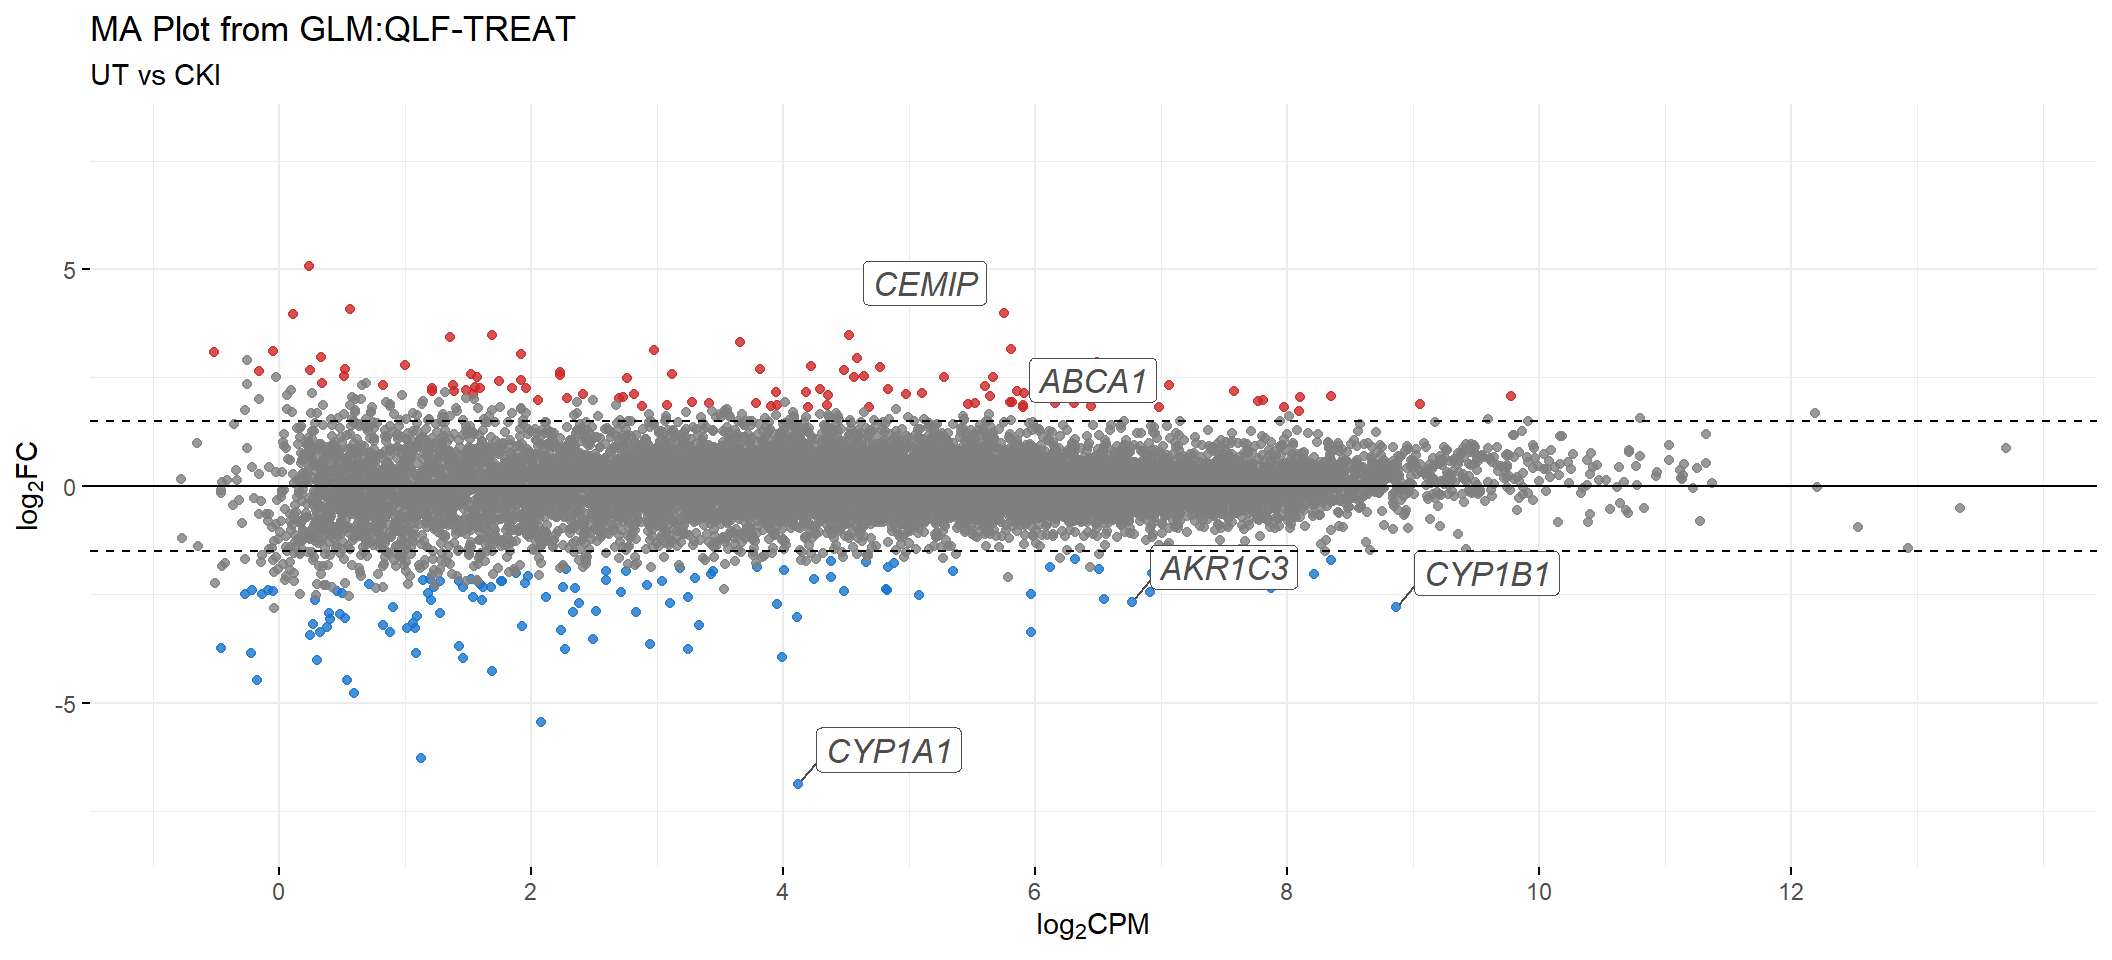 MA Plot from GLM:QLF-TREAT
UT vs CKI
5
0
-5
log₂FC
CEMIP
ABCA1
AKR1C3
CYP1B1
CYP1A1
0 2 4 6 8 10 12
log₂CPM